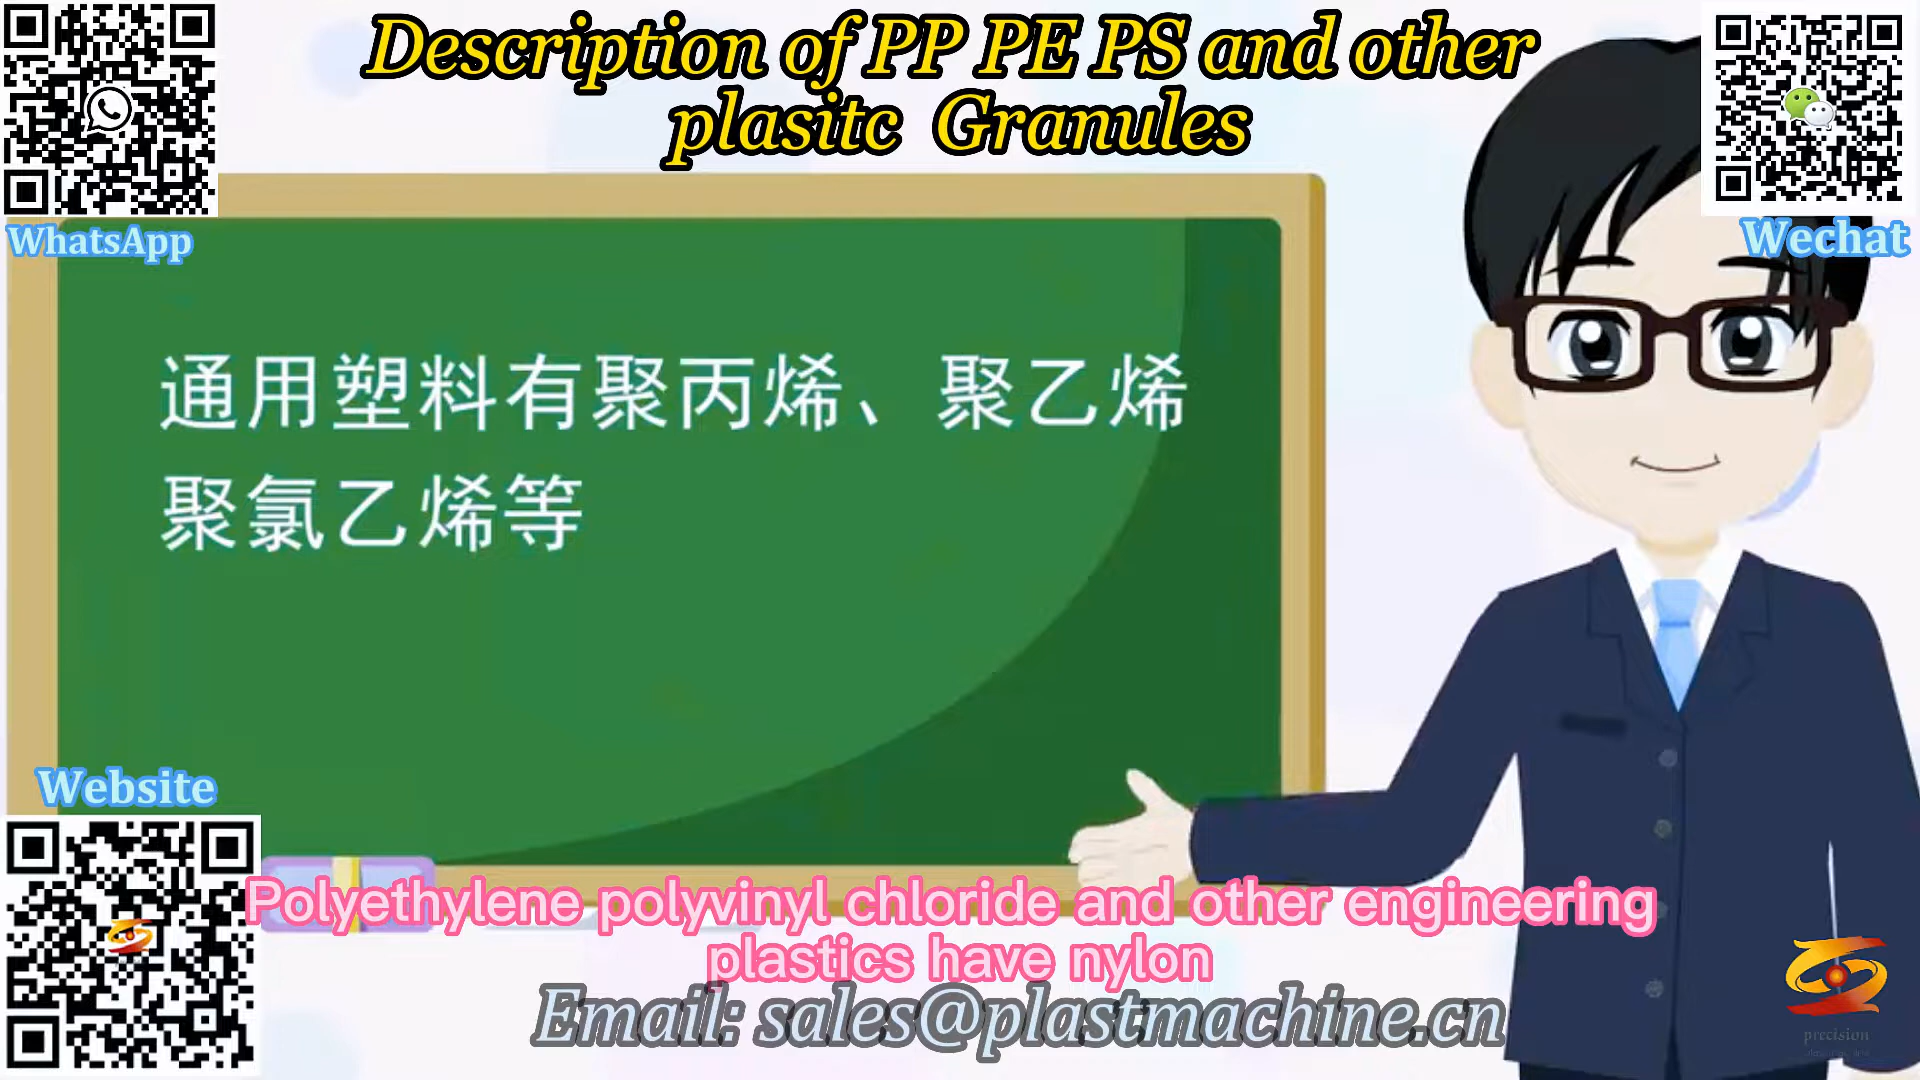 Description of PP PE PS and other
plasitc Granules
WhatsApp
Wechat
通用塑料有聚丙烯、聚乙烯
聚氯乙烯等
Website
Polyethylene polyvinyl chloride and other engineering
plastics have nylon
Email: sales@plastmachine.cn
precision